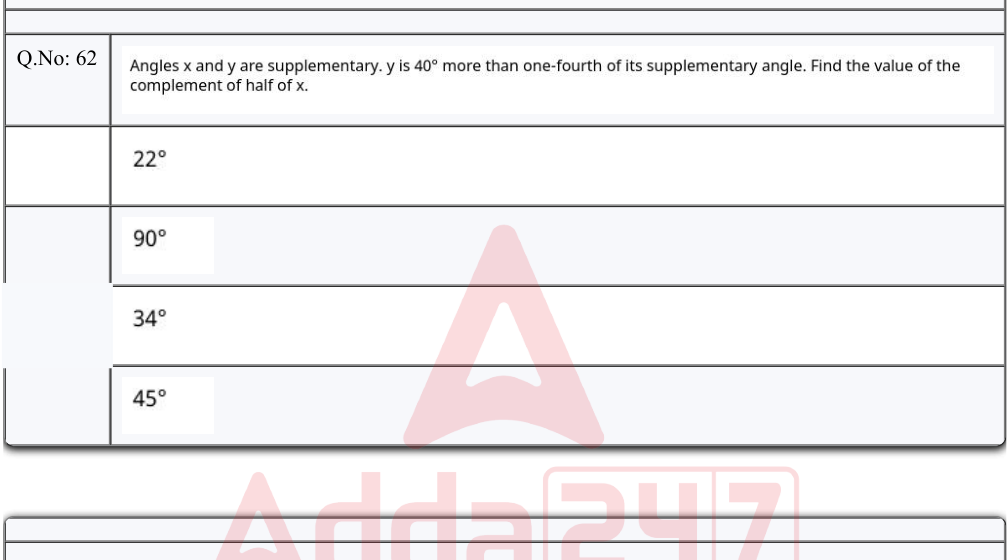 Q.No: 62
Angles x and y are supplementary. y is 40° more than one-fourth of its supplementary angle. Find the value of the
complement of half of x.
22°
90°
34°
45°
Adda247